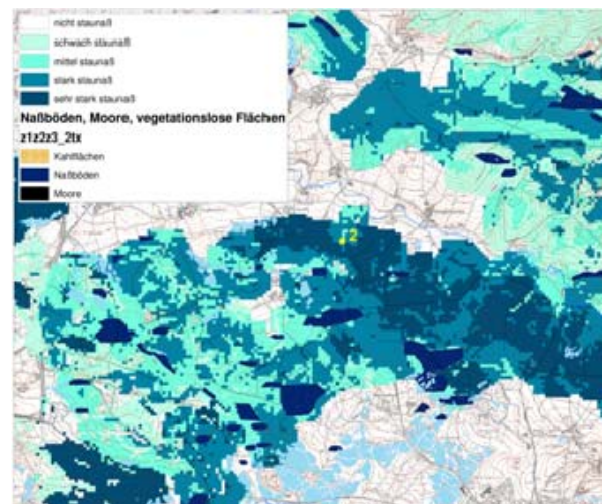 nicht staunaß
schwach staunaß
mittel staunaß
stark staunaß
sehr stark staunaß
Naßböden, Moore, vegetationslose Flächen
z1z2z3_2tx
Kahlflächen
Naßböden
Moore
2